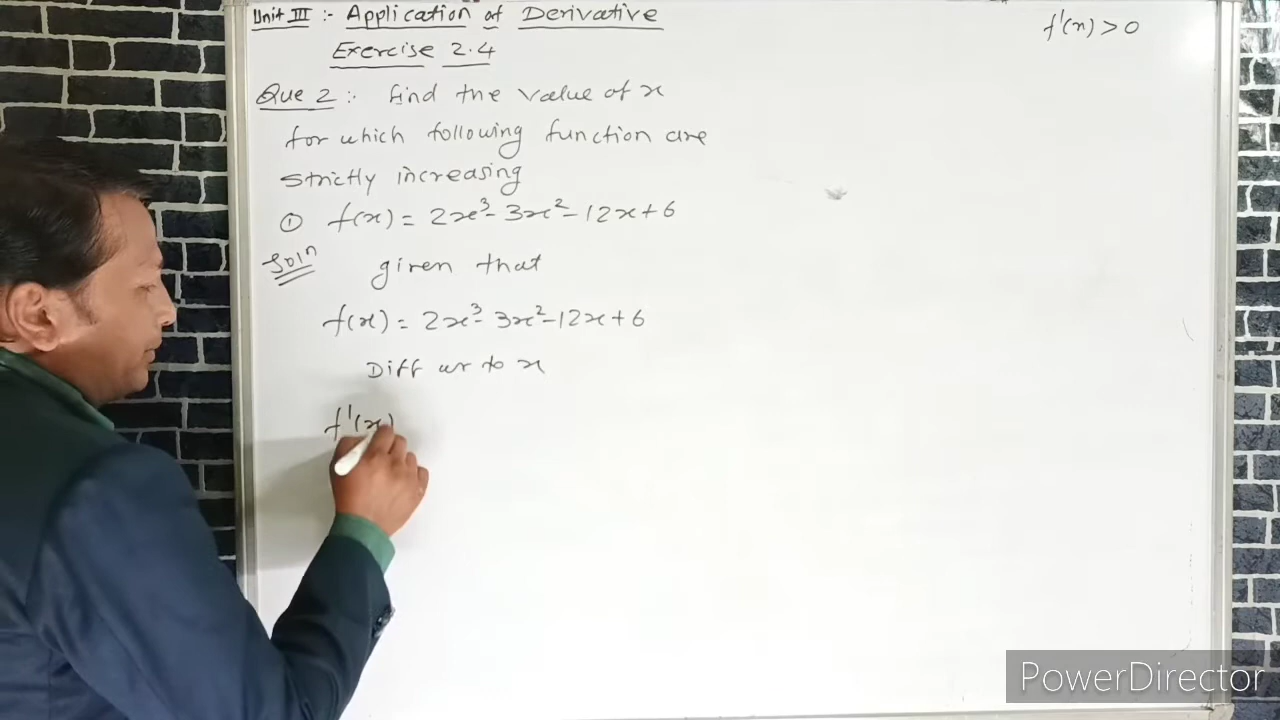 Unit III :- Application of Derivative
f'(x) > 0
Exercise 2.4
Que 2 :- find the value of x
for which following function are
strictly increasing
① f(x) = 2x³- 3x²-12x+6
Solⁿ given that
f(x) = 2x³- 3x²-12x+6
Diff wr to x
f'(x)
PowerDirector